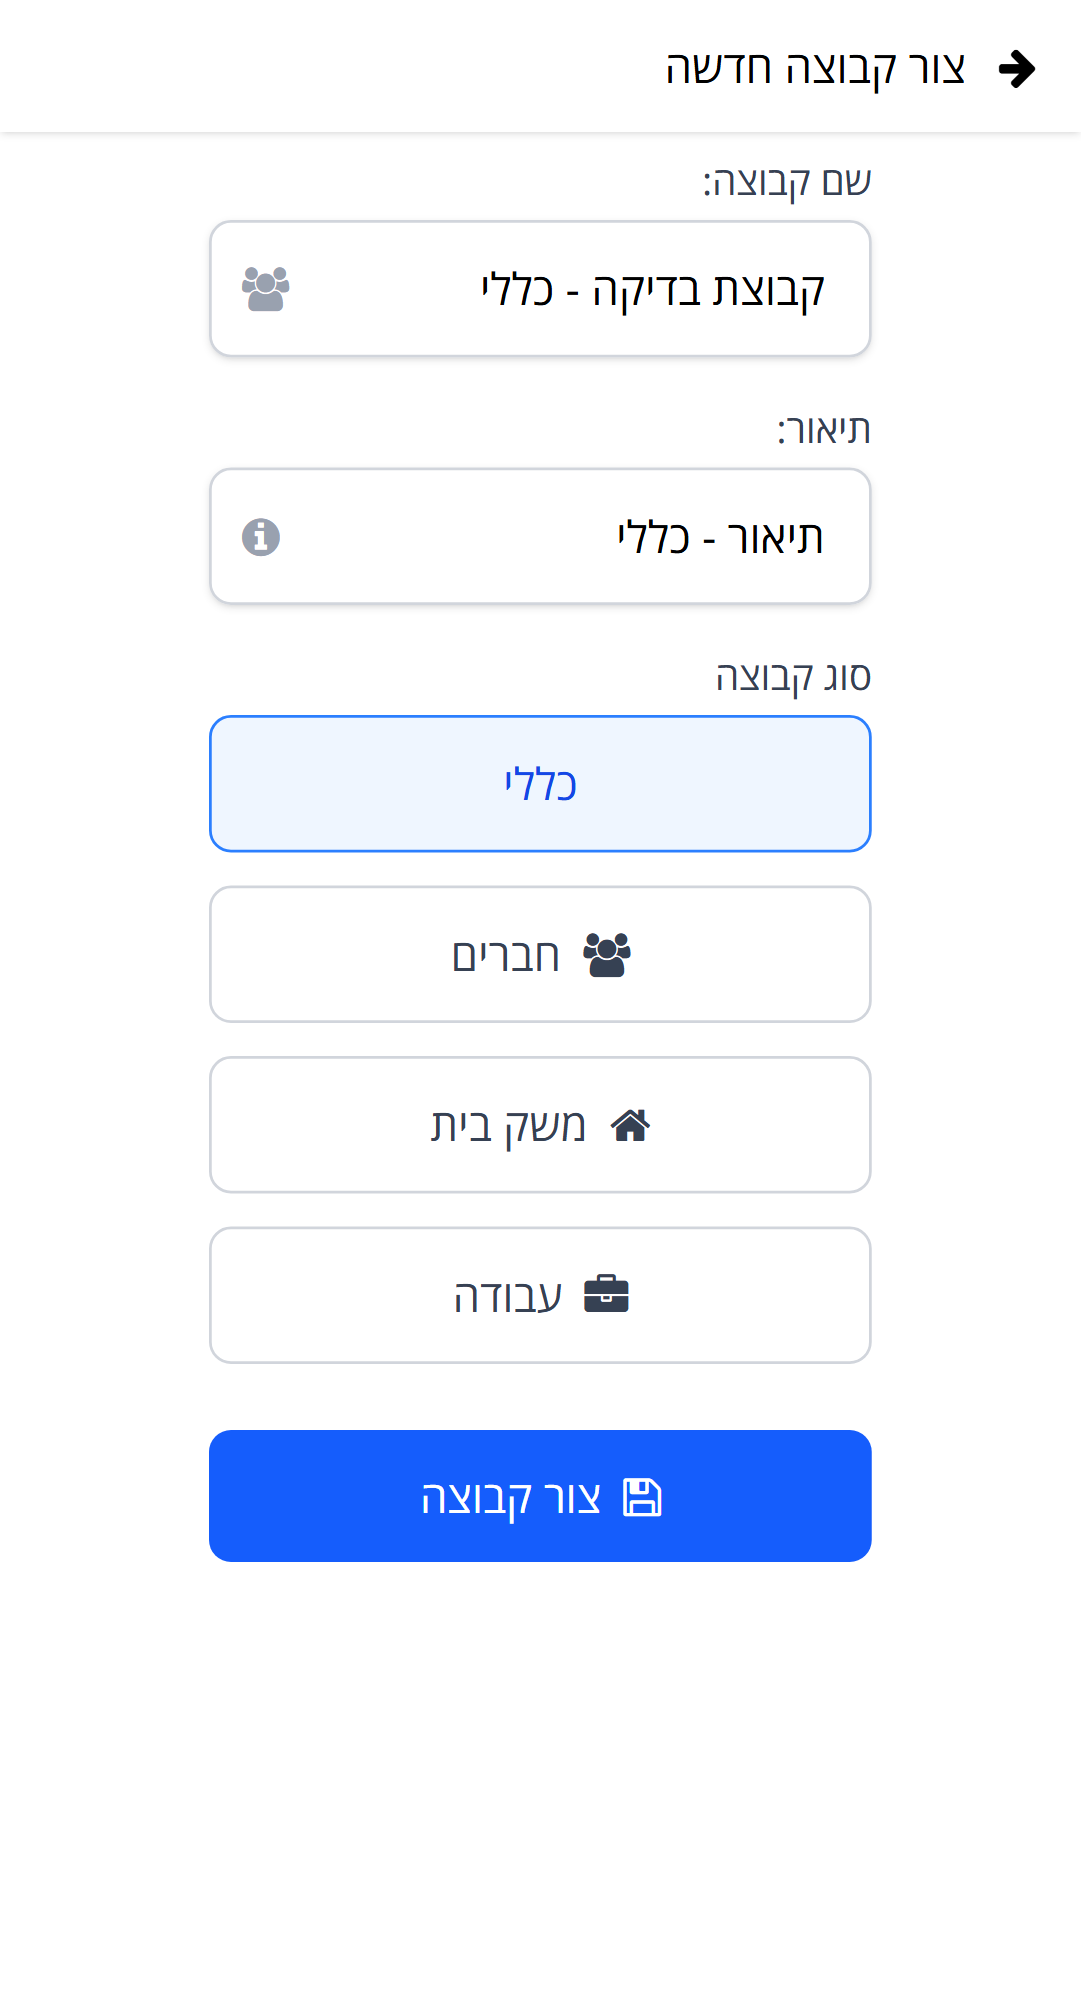 צור קבוצה חדשה
שם קבוצה:
קבוצת בדיקה - כללי
תיאור:
תיאור - כללי
סוג קבוצה
כללי
חברים
משק בית
עבודה
צור קבוצה